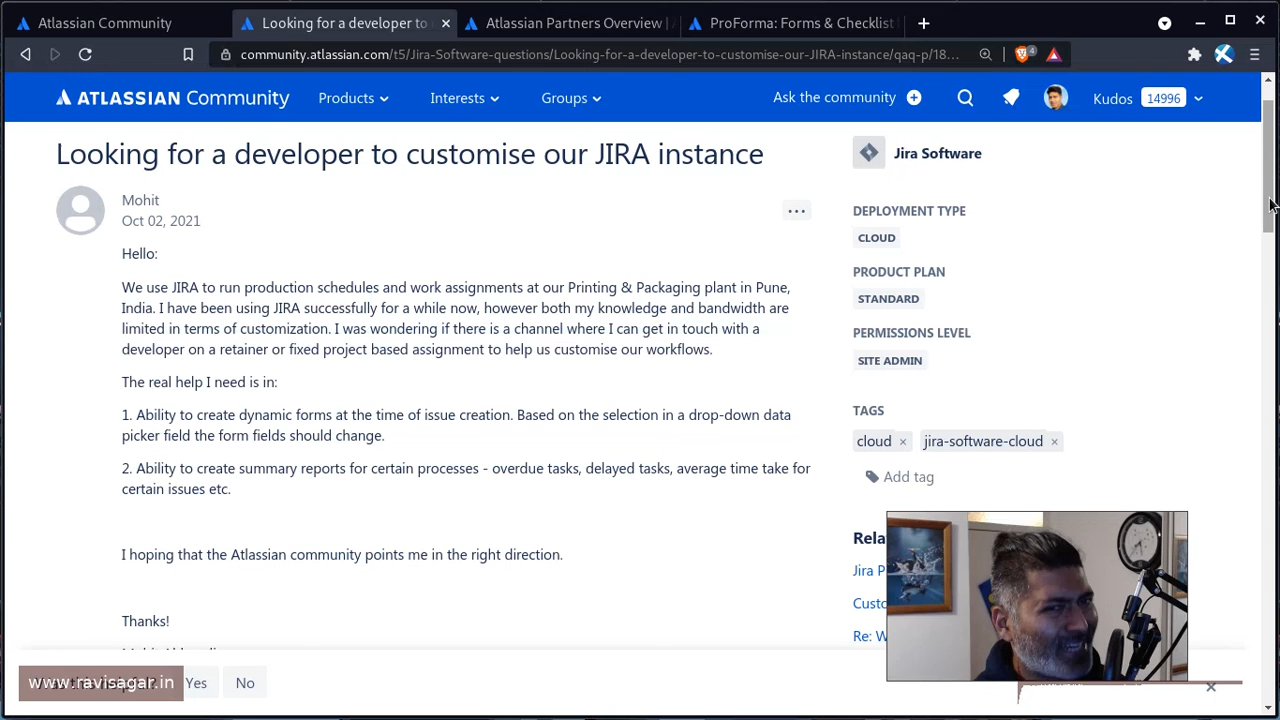 Atlassian Community
Looking for a developer to
Atlassian Partners Overview | A
ProForma: Forms & Checklist
community.atlassian.com/t5/Jira-Software-questions/Looking-for-a-developer-to-customise-our-JIRA-instance/qaq-p/18...
4
ATLASSIAN Community
Products
Interests
Groups
Ask the community
Kudos 14996
Looking for a developer to customise our JIRA instance
Mohit
Oct 02, 2021
...
Hello:
We use JIRA to run production schedules and work assignments at our Printing & Packaging plant in Pune,
India. I have been using JIRA successfully for a while now, however both my knowledge and bandwidth are
limited in terms of customization. I was wondering if there is a channel where I can get in touch with a
developer on a retainer or fixed project based assignment to help us customise our workflows.
The real help I need is in:
1. Ability to create dynamic forms at the time of issue creation. Based on the selection in a drop-down data
picker field the form fields should change.
2. Ability to create summary reports for certain processes - overdue tasks, delayed tasks, average time take for
certain issues etc.
I hoping that the Atlassian community points me in the right direction.
Thanks!
Jira Software
DEPLOYMENT TYPE
CLOUD
PRODUCT PLAN
STANDARD
PERMISSIONS LEVEL
SITE ADMIN
TAGS
cloud ×
jira-software-cloud ×
Add tag
Rela
Jira P
Custo
Re: W
www.ravisagar.in
Yes
No